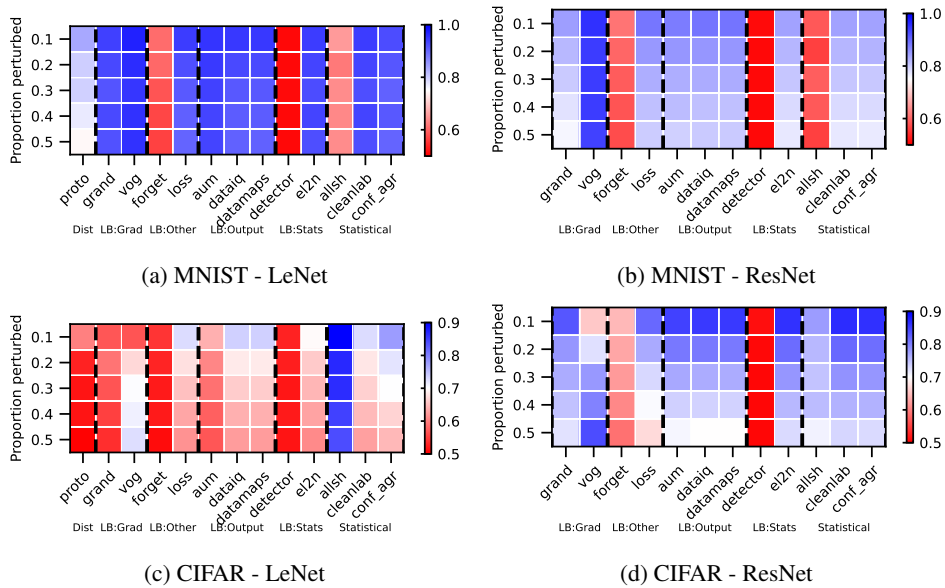 Proportion perturbed
0.1
0.2
0.3
0.4
0.5
proto grand vog forget loss aum dataiq datamaps detector el2n allsh cleanlab conf_agr
Dist LB:Grad LB:Other LB:Output LB:Stats Statistical
1.0
0.8
0.6
(a) MNIST - LeNet
Proportion perturbed
0.1
0.2
0.3
0.4
0.5
grand vog forget loss aum dataiq datamaps detector el2n allsh cleanlab conf_agr
LB:Grad LB:Other LB:Output LB:Stats Statistical
1.0
0.8
0.6
(b) MNIST - ResNet
Proportion perturbed
0.1
0.2
0.3
0.4
0.5
proto grand vog forget loss aum dataiq datamaps detector el2n allsh cleanlab conf_agr
Dist LB:Grad LB:Other LB:Output LB:Stats Statistical
0.9
0.8
0.7
0.6
0.5
(c) CIFAR - LeNet
Proportion perturbed
0.1
0.2
0.3
0.4
0.5
grand vog forget loss aum dataiq datamaps detector el2n allsh cleanlab conf_agr
LB:Grad LB:Other LB:Output LB:Stats Statistical
0.9
0.8
0.7
0.6
0.5
(d) CIFAR - ResNet